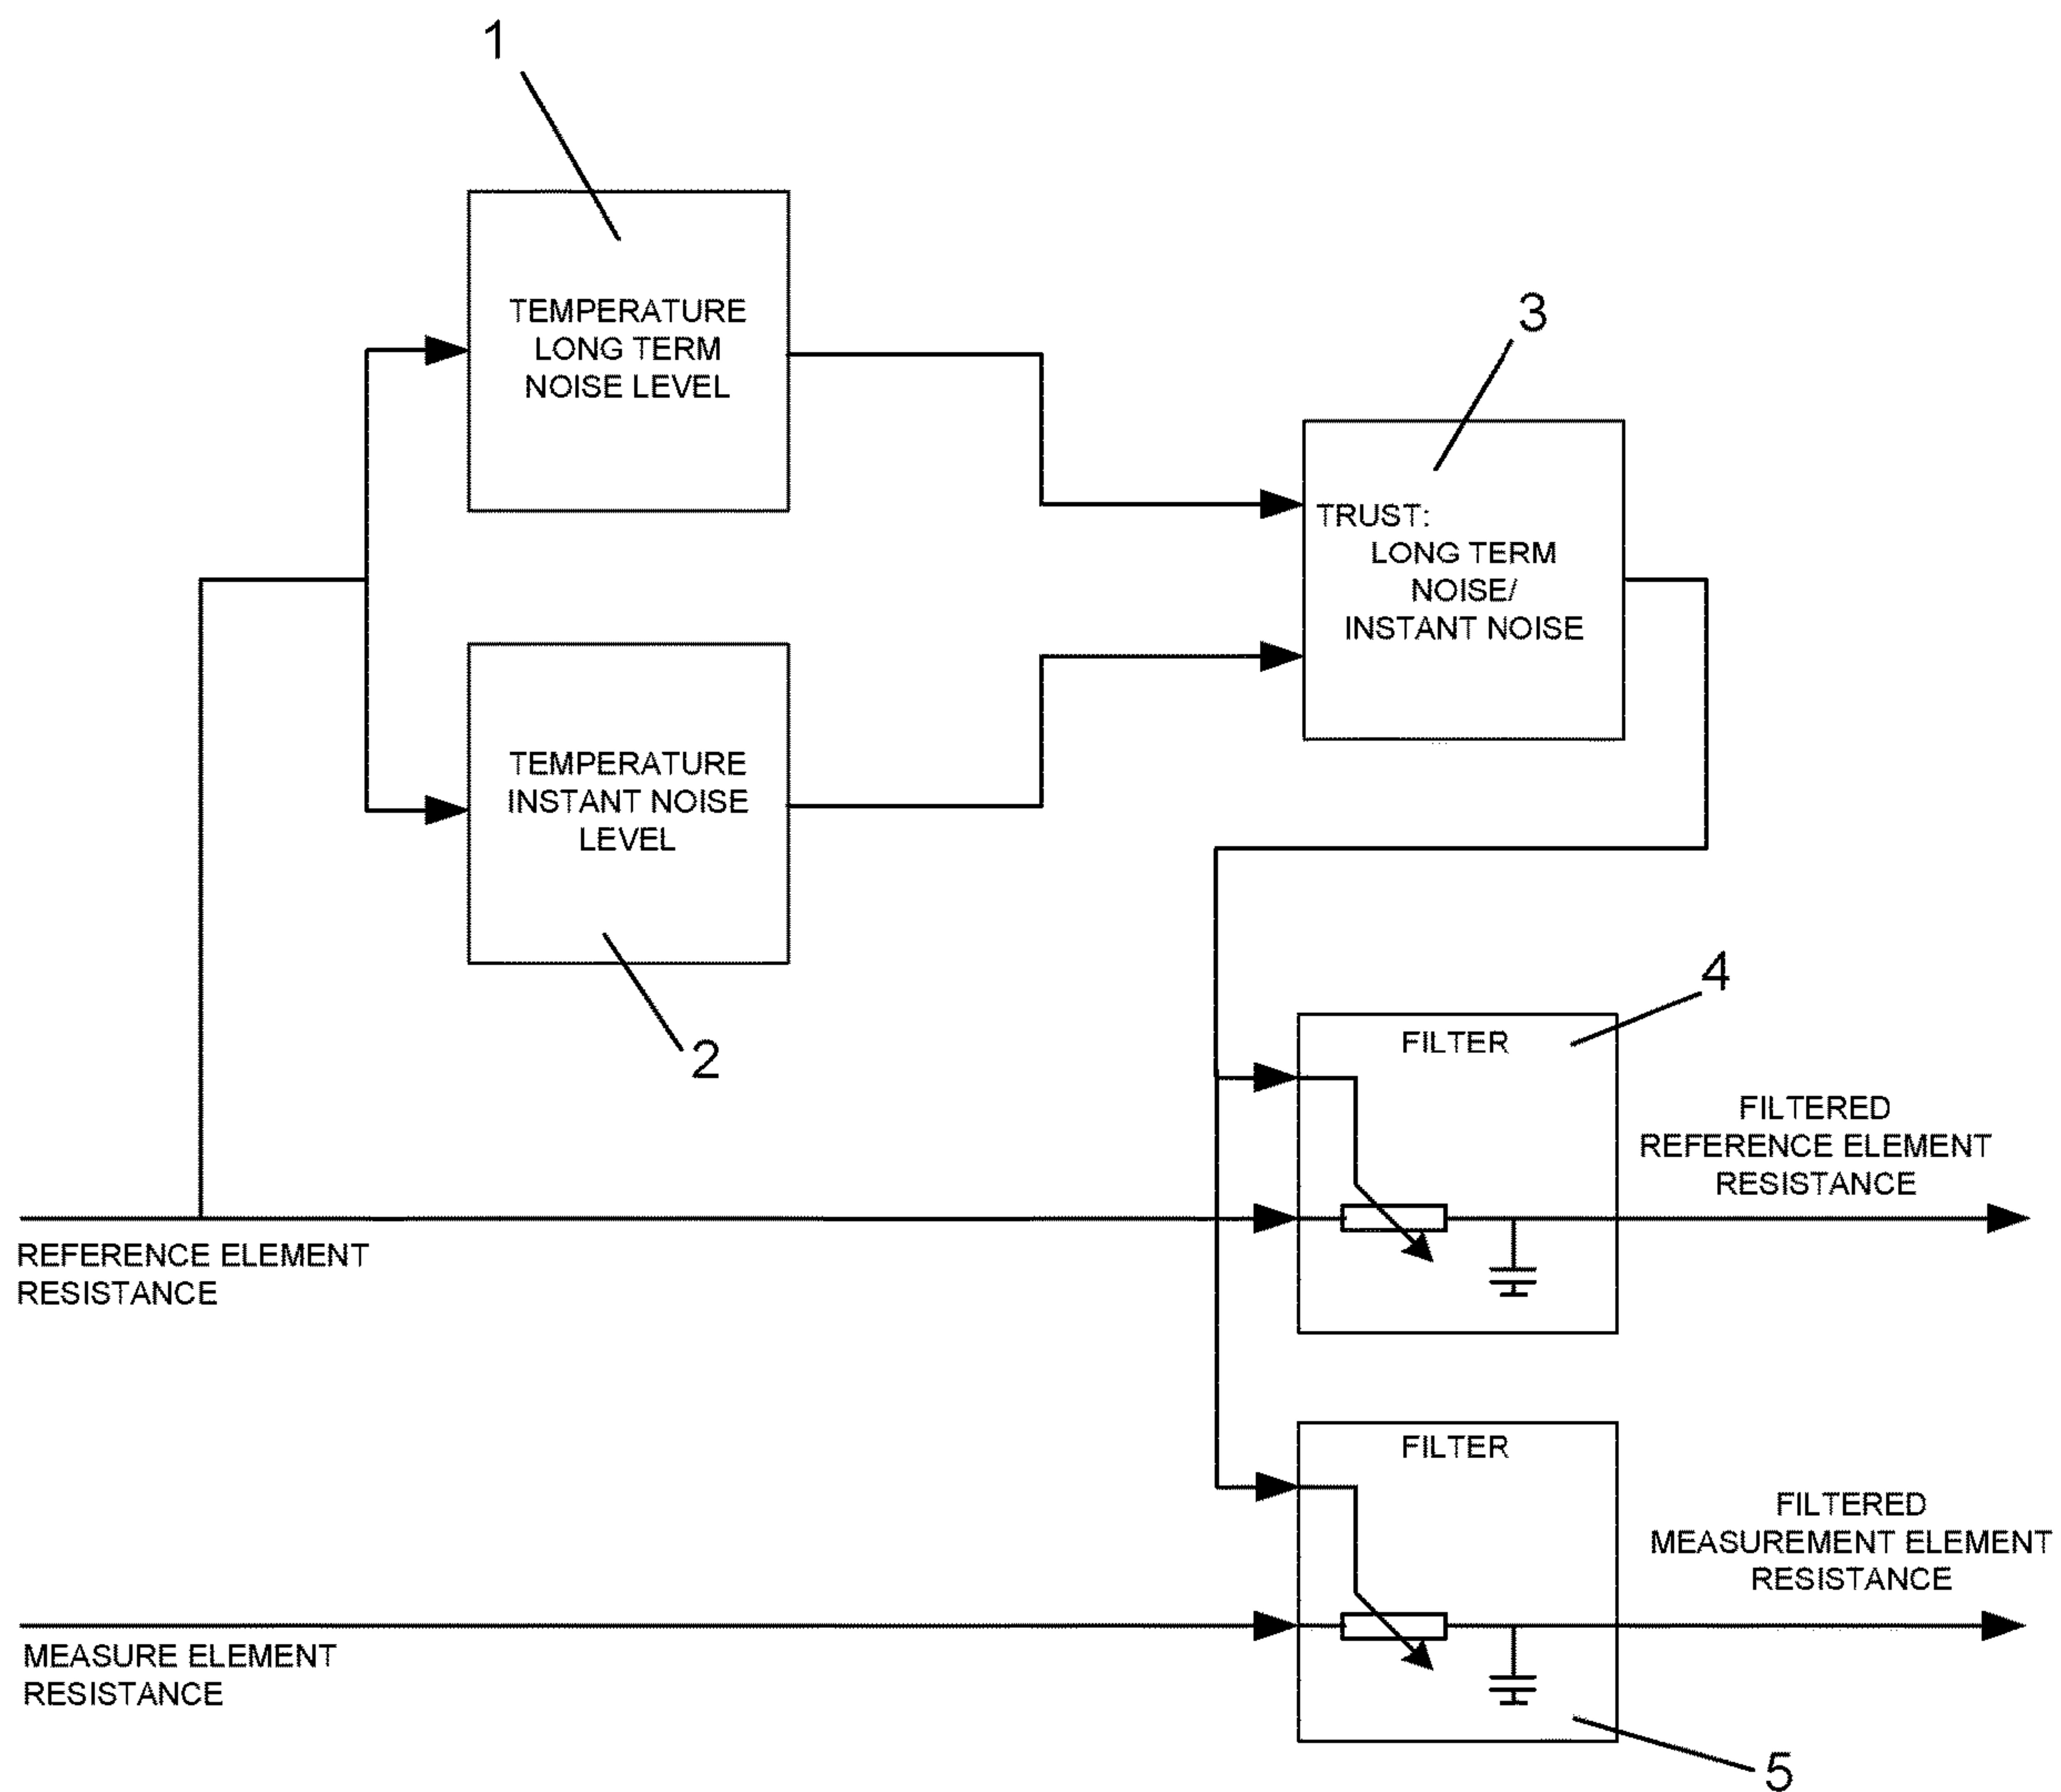 1
TEMPERATURE
LONG TERM
NOISE LEVEL
3
TRUST:
LONG TERM
NOISE/
INSTANT NOISE
TEMPERATURE
INSTANT NOISE
LEVEL
2
4
FILTER
FILTERED
REFERENCE ELEMENT
RESISTANCE
REFERENCE ELEMENT
RESISTANCE
FILTER
FILTERED
MEASUREMENT ELEMENT
RESISTANCE
MEASURE ELEMENT
RESISTANCE
5